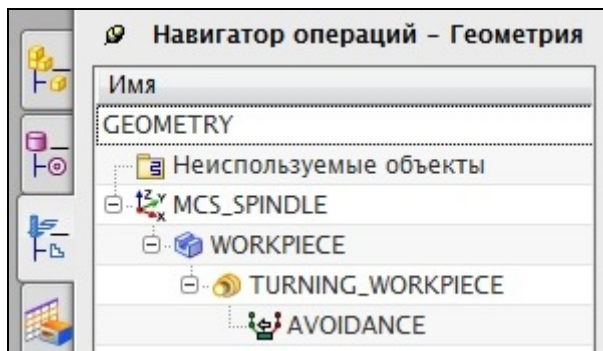 Навигатор операций – Геометрия
Имя
GEOMETRY
Неиспользуемые объекты
MCS_SPINDLE
WORKPIECE
TURNING_WORKPIECE
AVOIDANCE